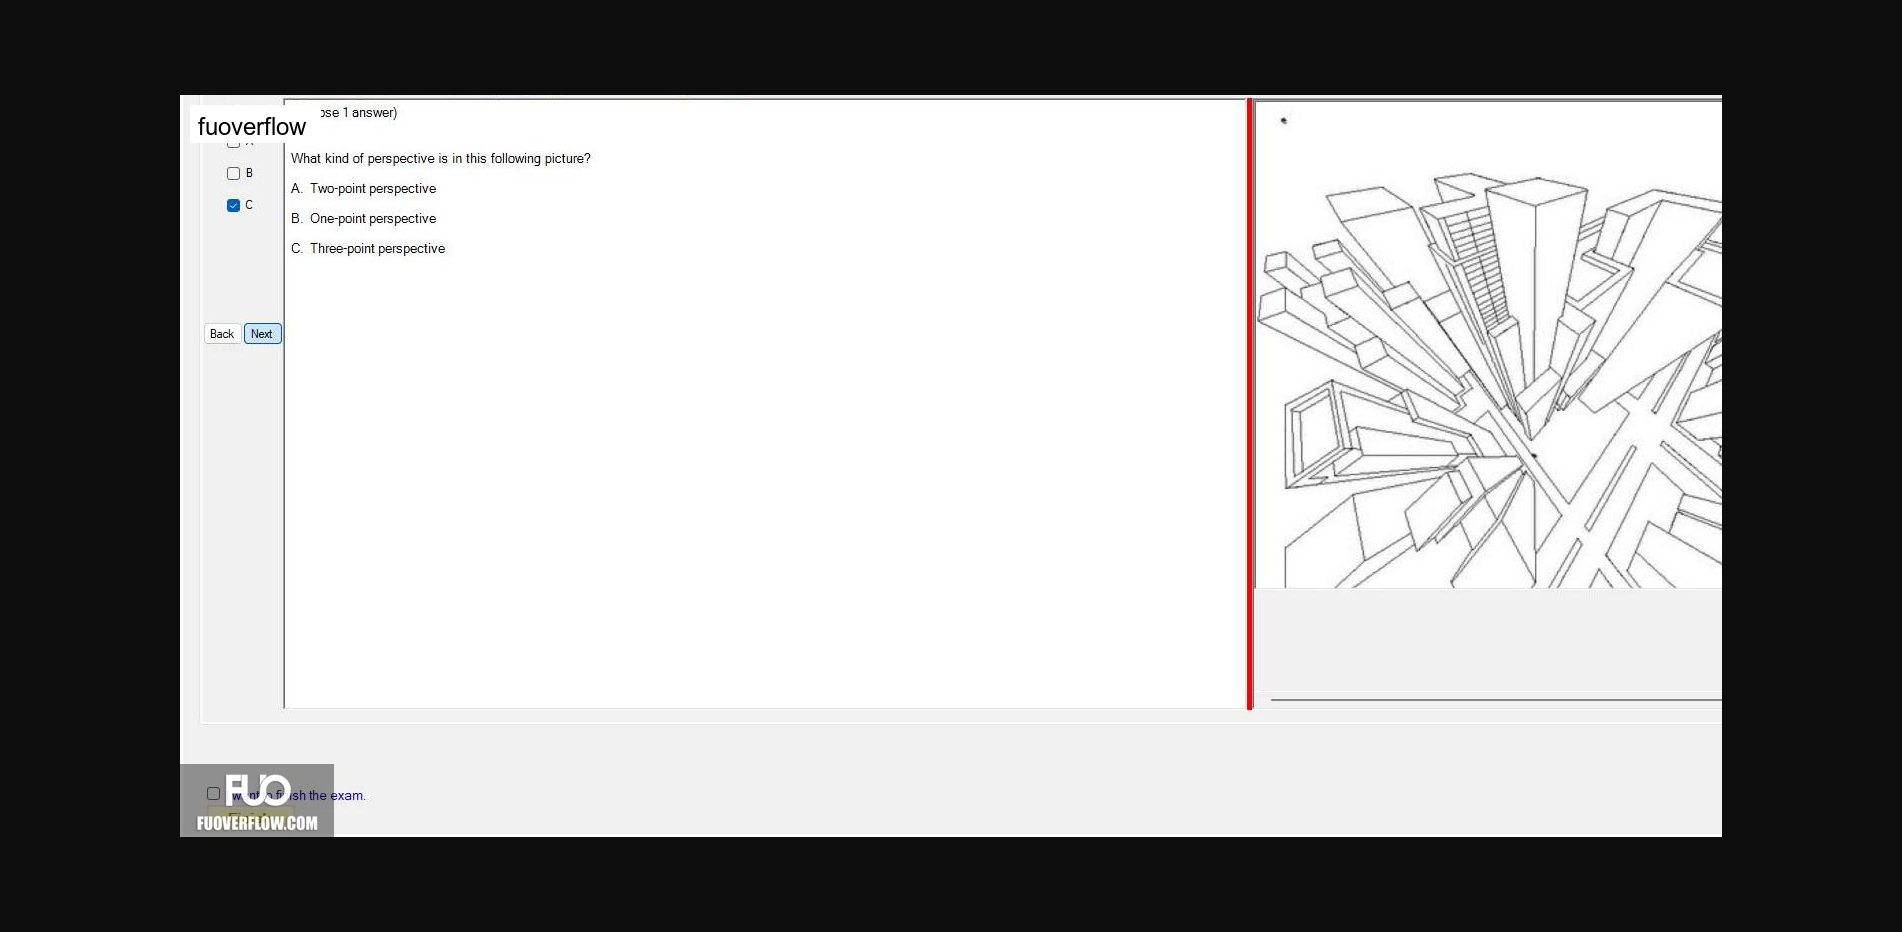 fuoverflow
ose 1 answer)
What kind of perspective is in this following picture?
A. Two-point perspective
B. One-point perspective
C. Three-point perspective
B
C
Back Next
the exam.
FUO
FUOVERFLOW.COM